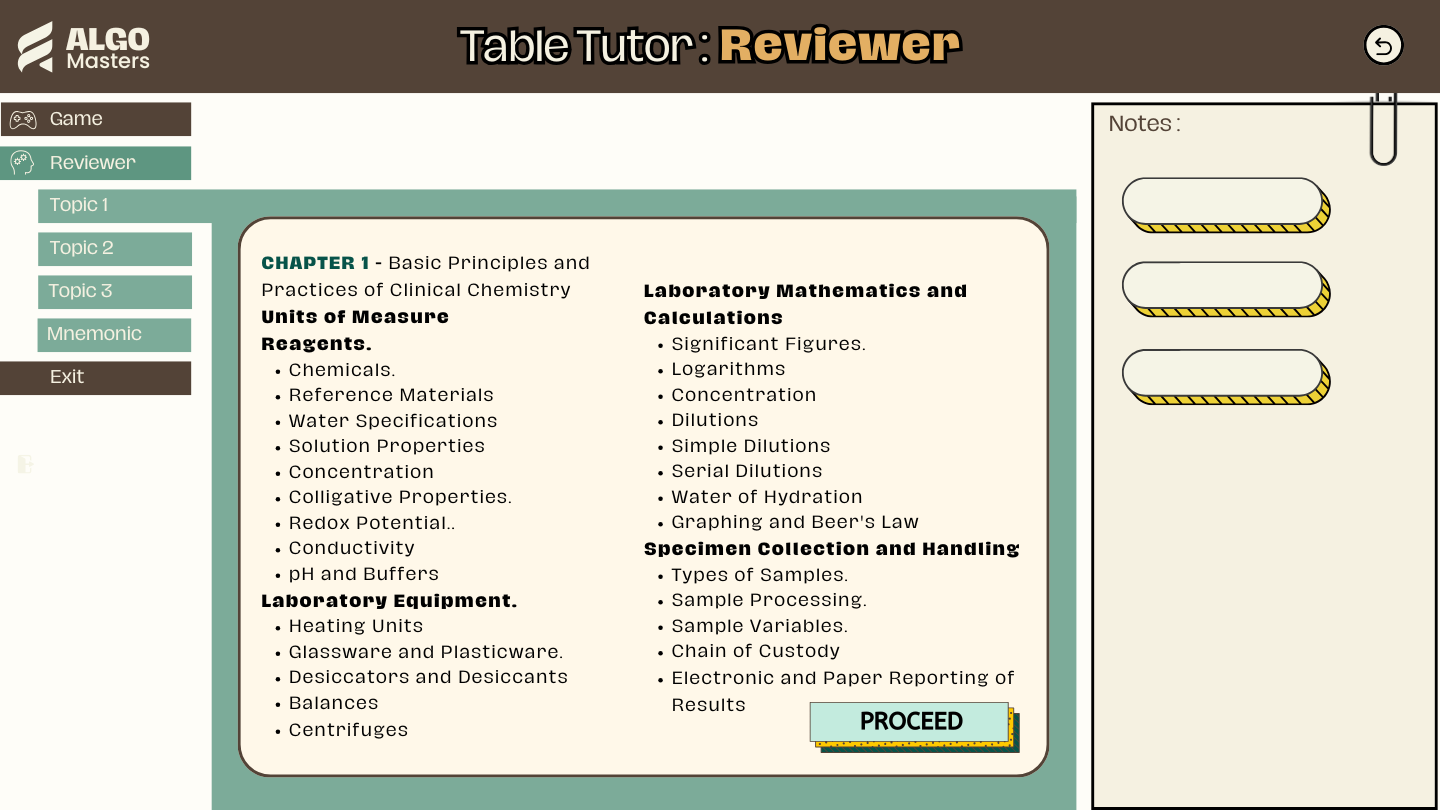 ALGO
Masters
Table Tutor : Reviewer
Game
Reviewer
Topic 1
Topic 2
Topic 3
Mnemonic
Exit
CHAPTER 1 - Basic Principles and
Practices of Clinical Chemistry
Units of Measure
Reagents.
• Chemicals.
• Reference Materials
• Water Specifications
• Solution Properties
• Concentration
• Colligative Properties.
• Redox Potential..
• Conductivity
• pH and Buffers
Laboratory Equipment.
• Heating Units
• Glassware and Plasticware.
• Desiccators and Desiccants
• Balances
• Centrifuges
Laboratory Mathematics and
Calculations
• Significant Figures.
• Logarithms
• Concentration
• Dilutions
• Simple Dilutions
• Serial Dilutions
• Water of Hydration
• Graphing and Beer's Law
Specimen Collection and Handling
• Types of Samples.
• Sample Processing.
• Sample Variables.
• Chain of Custody
• Electronic and Paper Reporting of
Results
PROCEED
Notes :